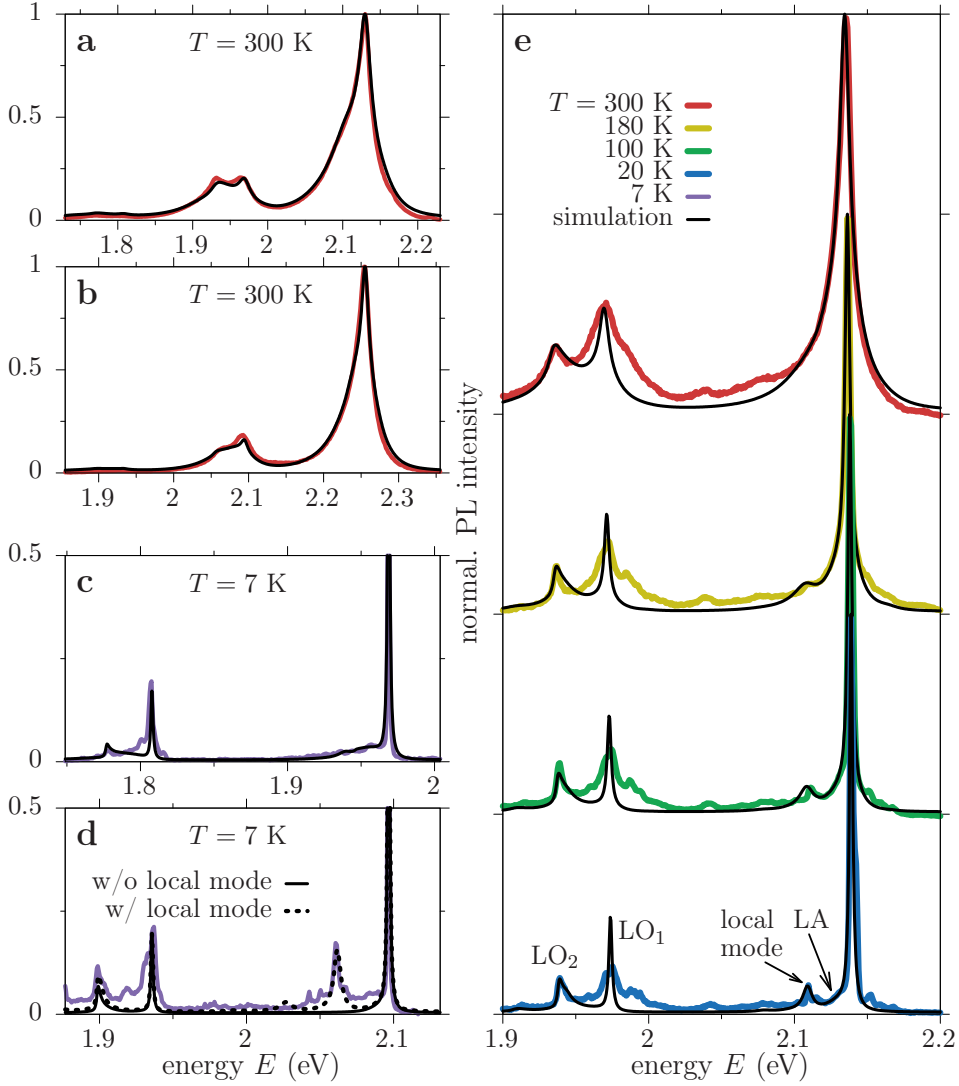 a
T = 300 K
1
0.5
0
1.8
1.9
2
2.1
2.2
b
T = 300 K
1
0.5
0
1.9
2
2.1
2.2
2.3
c
T = 7 K
0.5
0
1.8
1.9
2
d
T = 7 K
w/o local mode
w/ local mode
0.5
0
1.9
2
2.1
energy E (eV)
e
T = 300 K
180 K
100 K
20 K
7 K
simulation
normal. PL intensity
LO₂
LO₁
local
mode
LA
1.9
2
2.1
2.2
energy E (eV)